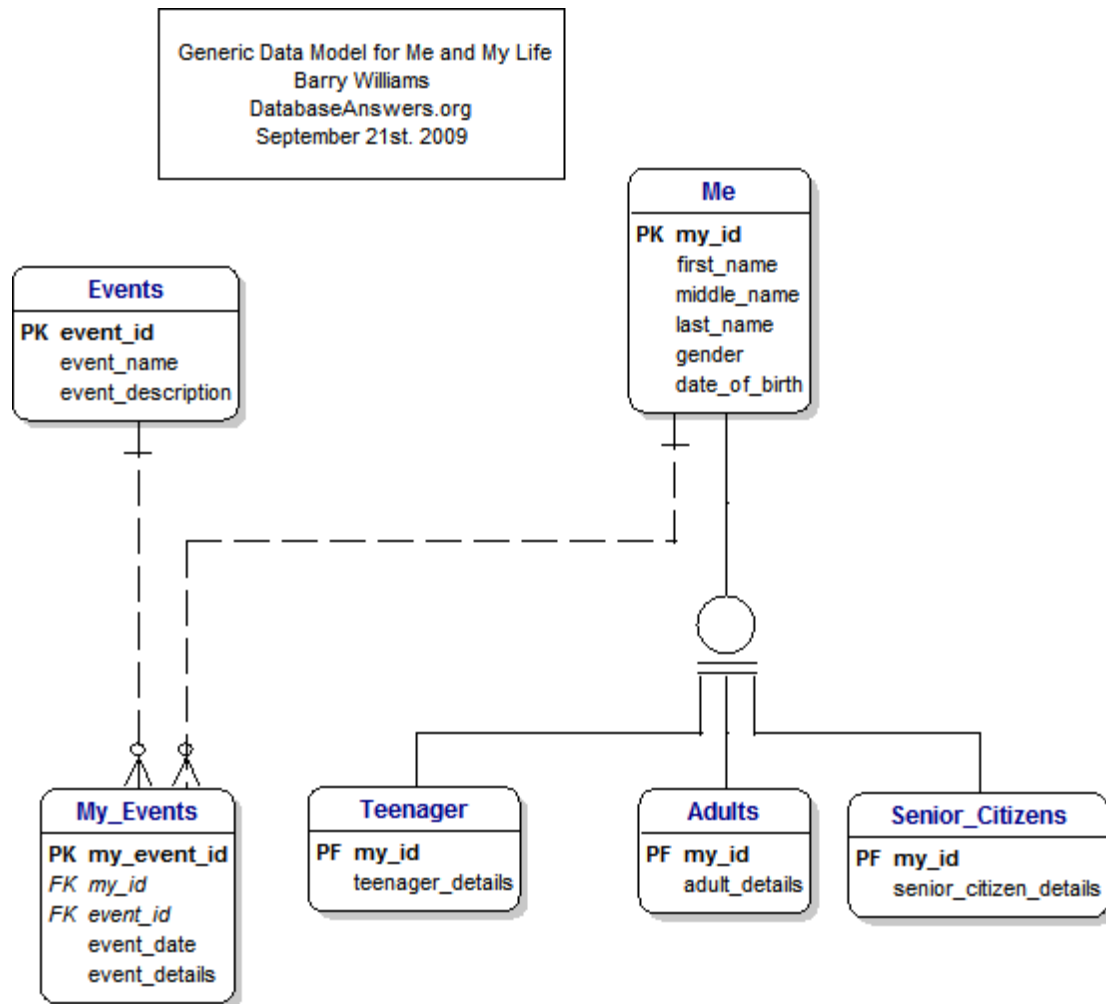 Generic Data Model for Me and My Life
Barry Williams
DatabaseAnswers.org
September 21st. 2009
Me
PK my_id
first_name
middle_name
last_name
gender
date_of_birth
Events
PK event_id
event_name
event_description
My_Events
PK my_event_id
FK my_id
FK event_id
event_date
event_details
Teenager
PF my_id
teenager_details
Adults
PF my_id
adult_details
Senior_Citizens
PF my_id
senior_citizen_details